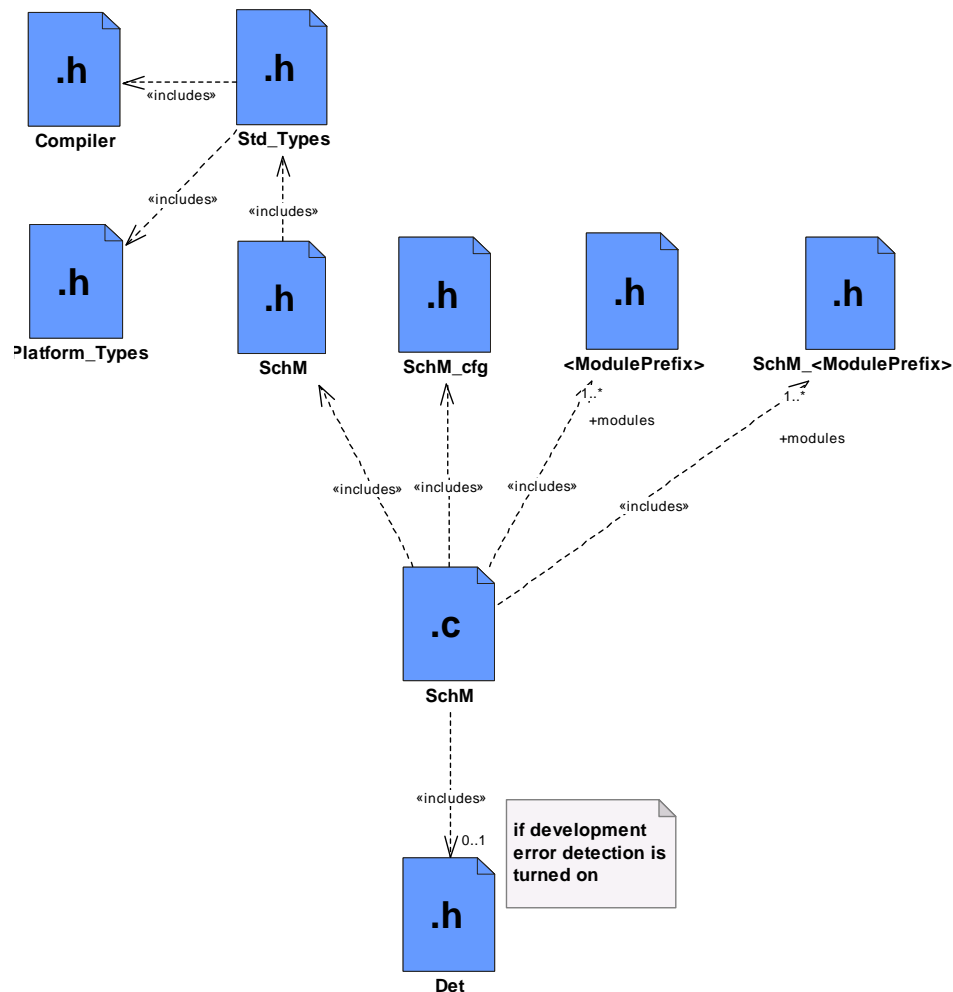 .h
.h
Compiler
«includes»
Std_Types
«includes»
«includes»
.h
.h
.h
.h
.h
Platform_Types
SchM
SchM_cfg
<ModulePrefix>
SchM_<ModulePrefix>
1..*
+modules
1..*
+modules
«includes»
«includes»
«includes»
«includes»
.c
SchM
«includes»
0..1
if development
error detection is
turned on
.h
Det